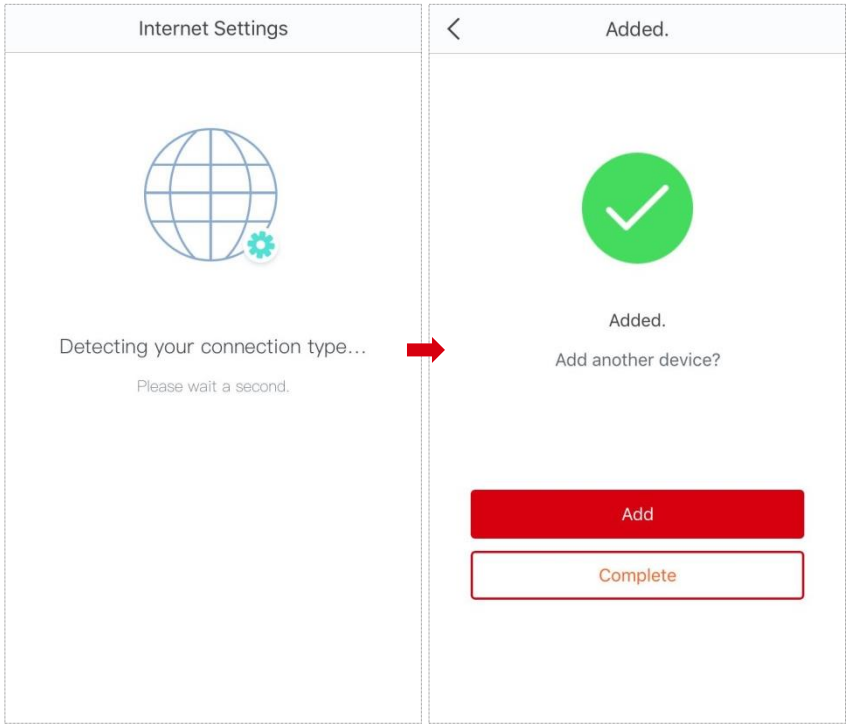 Internet Settings
Detecting your connection type...
Please wait a second.
Added.
Added.
Add another device?
Add
Complete